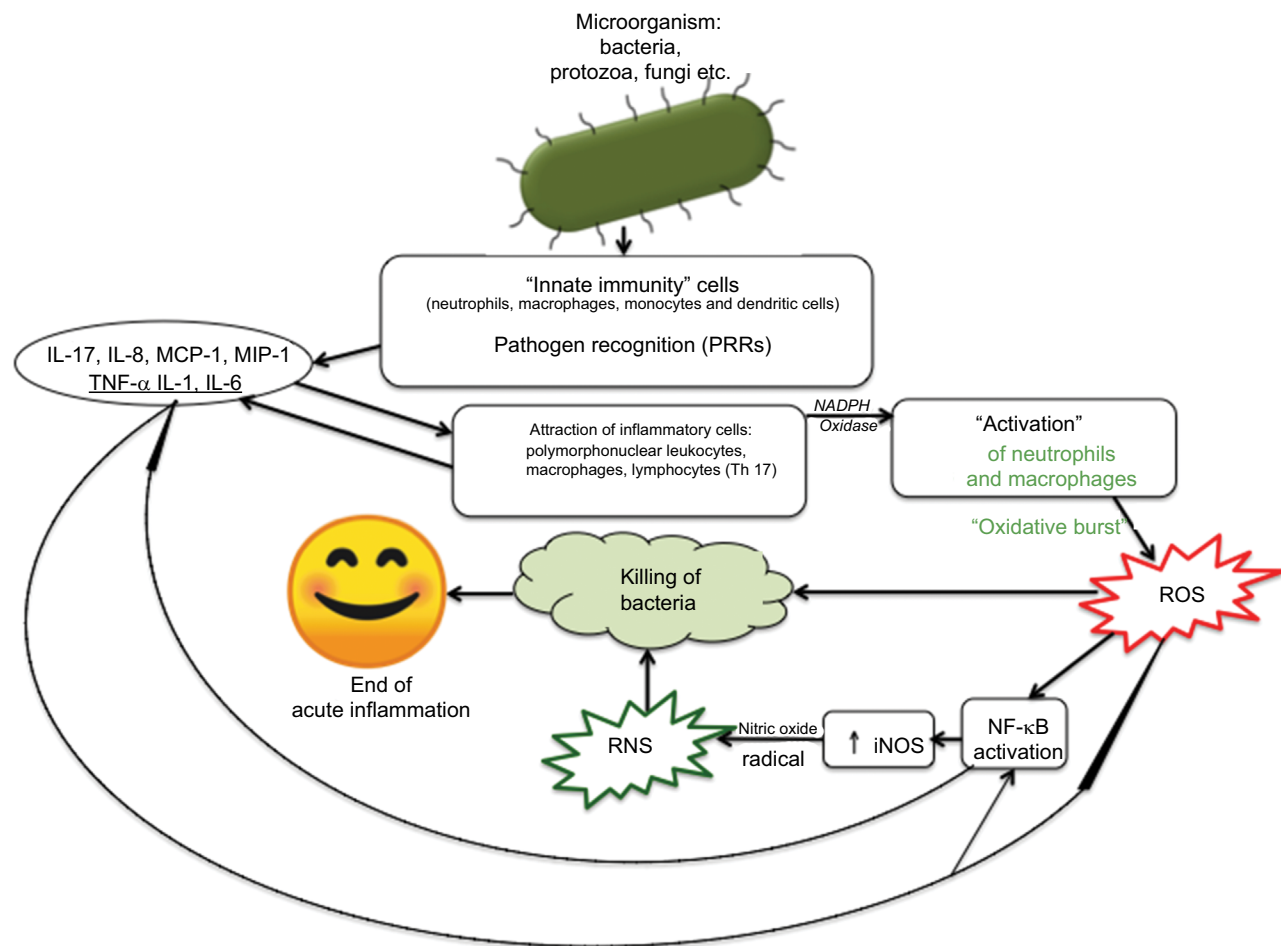 Microorganism:
bacteria,
protozoa, fungi etc.
“Innate immunity” cells
(neutrophils, macrophages, monocytes and dendritic cells)
Pathogen recognition (PRRs)
IL-17, IL-8, MCP-1, MIP-1
TNF-α IL-1, IL-6
Attraction of inflammatory cells:
polymorphonuclear leukocytes,
macrophages, lymphocytes (Th 17)
NADPH
Oxidase
“Activation”
of neutrophils
and macrophages
“Oxidative burst”
ROS
Killing of
bacteria
End of
acute inflammation
NF-κB
activation
↑ iNOS
Nitric oxide
radical
RNS